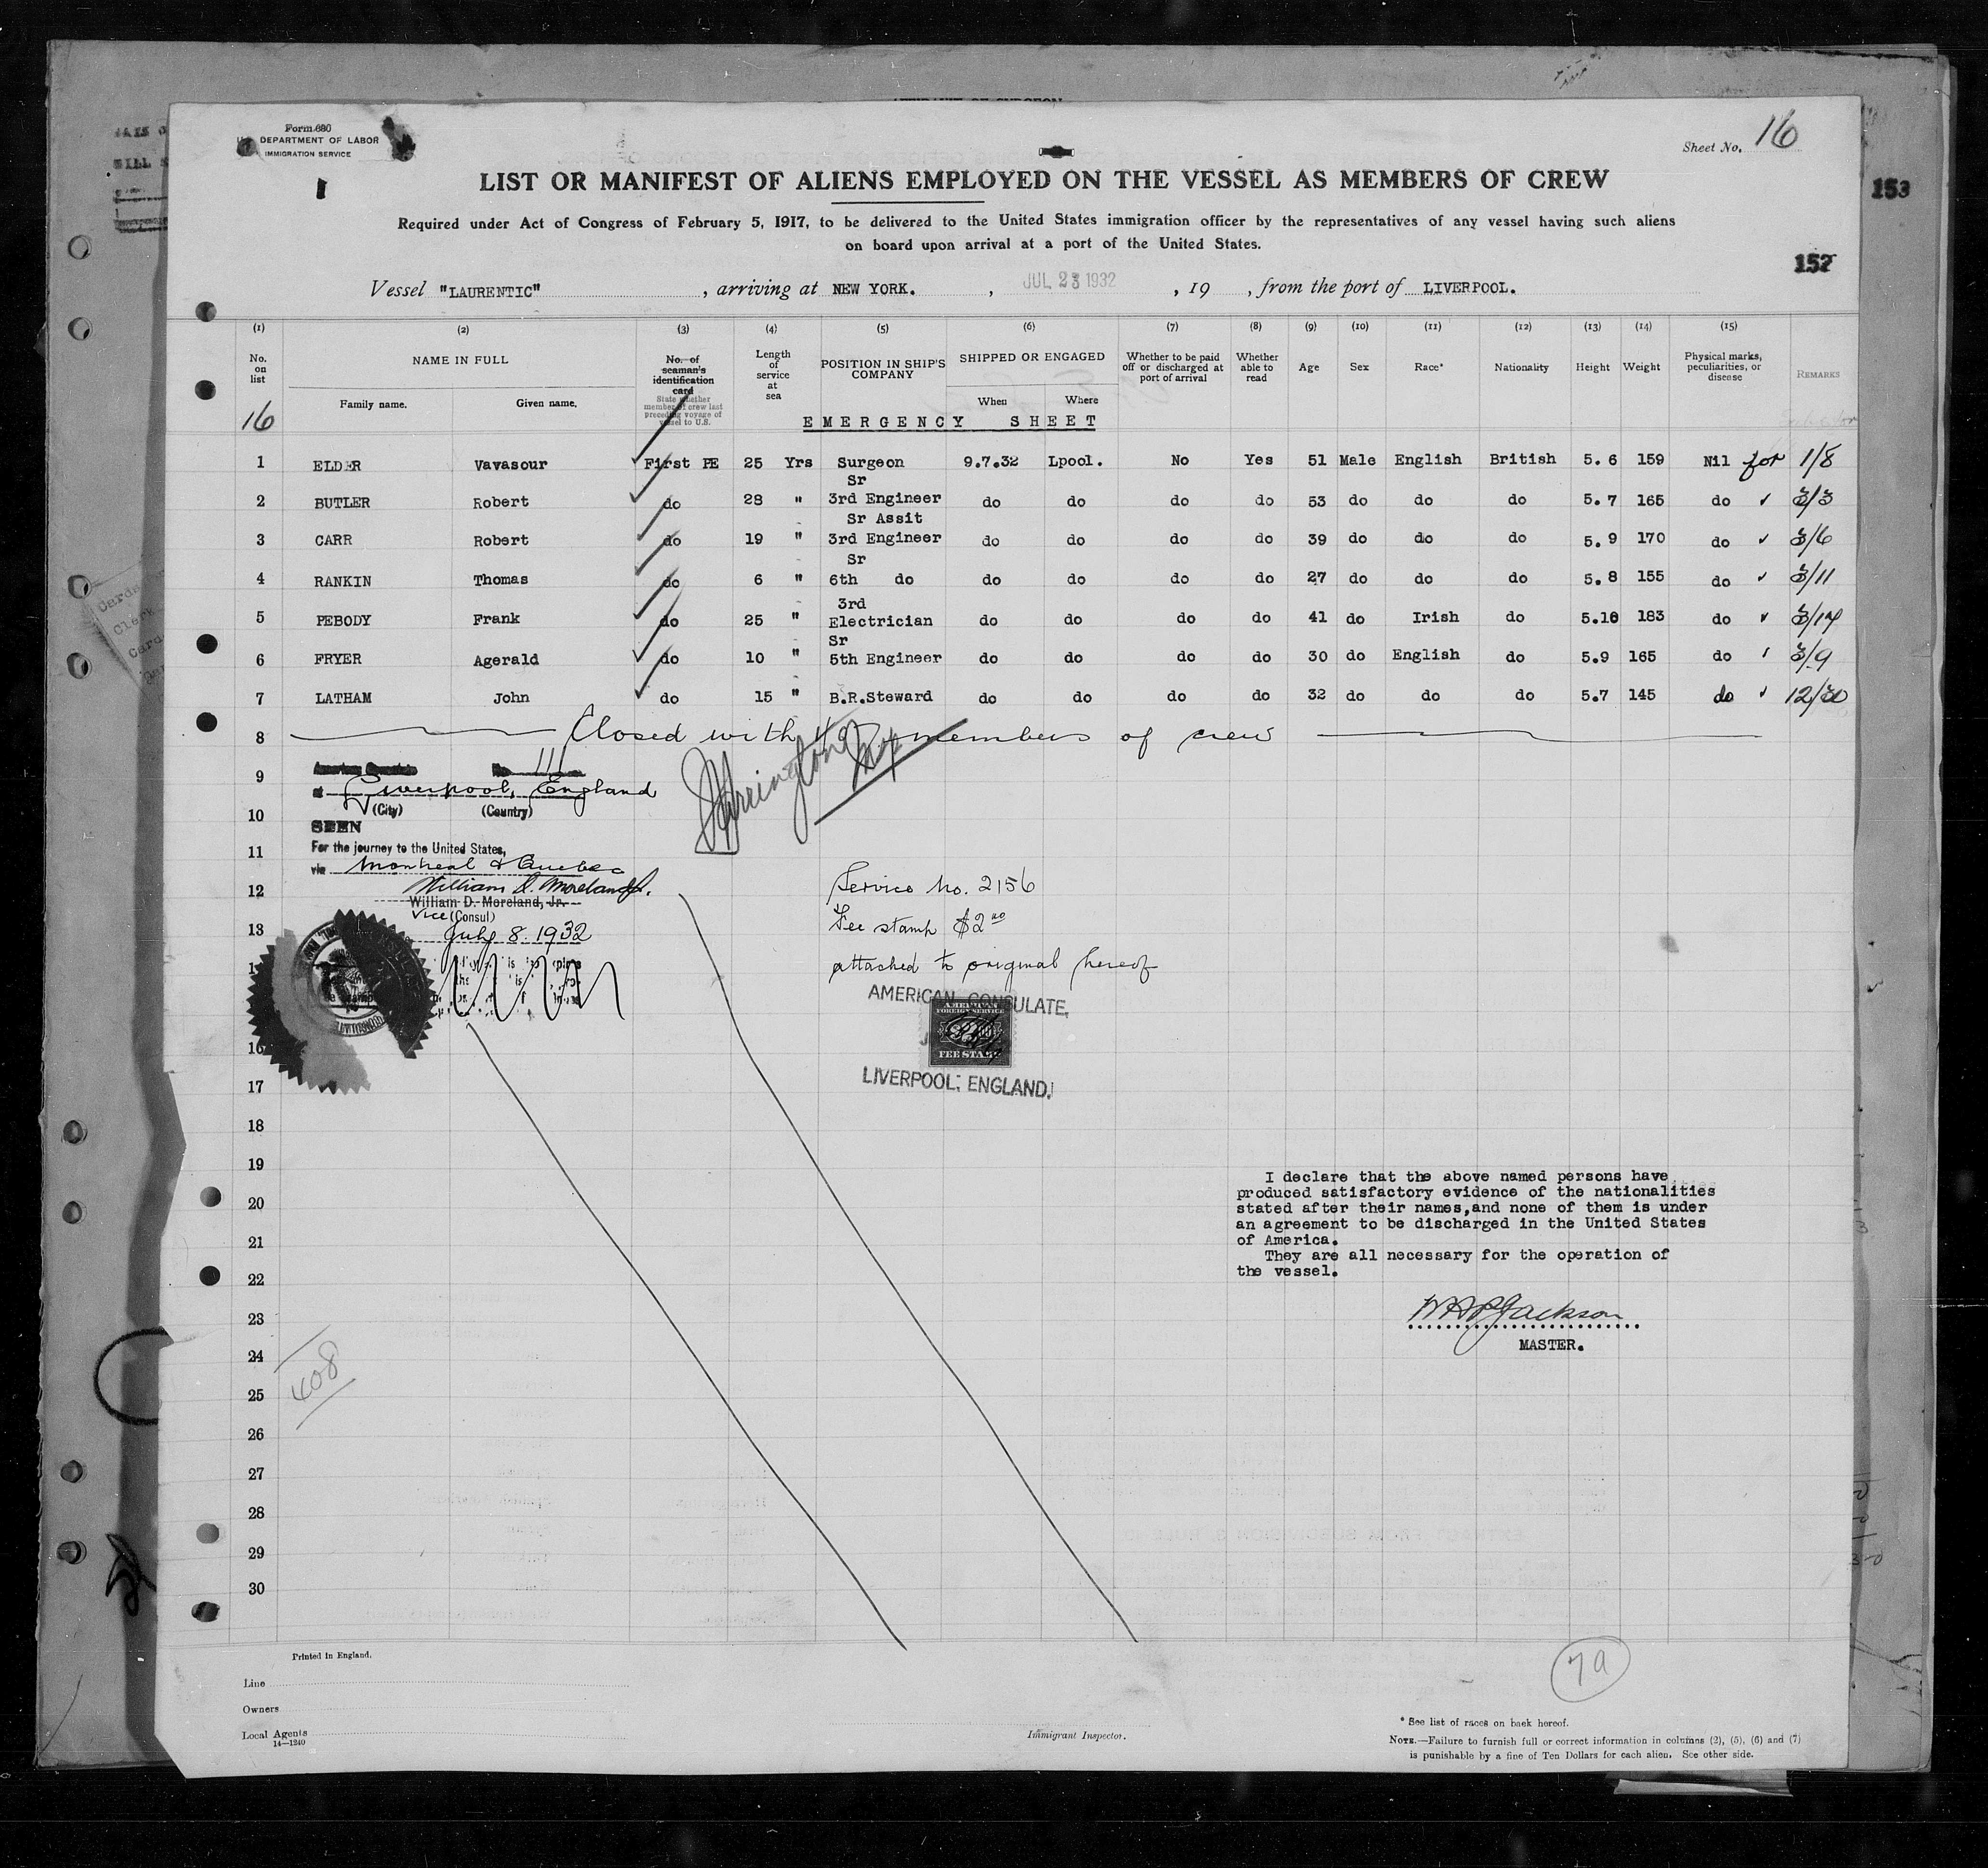 Form 680
U. S. DEPARTMENT OF LABOR
IMMIGRATION SERVICE
Sheet No. 16
1
LIST OR MANIFEST OF ALIENS EMPLOYED ON THE VESSEL AS MEMBERS OF CREW
153
Required under Act of Congress of February 5, 1917, to be delivered to the United States immigration officer by the representatives of any vessel having such aliens
on board upon arrival at a port of the United States.
152
Vessel "LAURENTIC" , arriving at NEW YORK. , JUL 23 1932 , 19 , from the port of LIVERPOOL.
(1) (2) (3) (4) (5) (6) (7) (8) (9) (10) (11) (12) (13) (14) (15)
No. on list
NAME IN FULL
Family name. Given name.
No. of seaman's identification card
State whether member of crew last preceding voyage of vessel to U.S.
Length of service at sea
POSITION IN SHIP'S COMPANY
SHIPPED OR ENGAGED
When Where
Whether to be paid off or discharged at port of arrival
Whether able to read
Age
Sex
Race*
Nationality
Height
Weight
Physical marks, peculiarities, or disease
REMARKS
16
EMERGENCY SHEET
1 ELDER Vavasour First PE 25 Yrs Surgeon 9.7.32 Lpool. No Yes 51 Male English British 5.6 159 Nil for 1/8
2 BUTLER Robert do 28 " Sr 3rd Engineer do do do do 53 do do do 5.7 165 do 3/3
3 CARR Robert do 19 " Sr Assit 3rd Engineer do do do do 39 do do do 5.9 170 do 3/6
4 RANKIN Thomas do 6 " Sr 6th do do do do do 27 do do do 5.8 155 do 3/11
5 PEBODY Frank do 25 " 3rd Electrician do do do do 41 do Irish do 5.10 183 do 3/14
6 FRYER Agerald do 10 " Sr 5th Engineer do do do do 30 do English do 5.9 165 do 3/9
7 LATHAM John do 15 " B.R.Steward do do do do 32 do do do 5.7 145 do 12/30
8 Closed with members of crew
9
10
11
12
13
14
16
17
18
19
20
21
22
23
24
25
26
27
28
29
30
No. 111
at Liverpool, England
(City) (Country)
SEEN
For the journey to the United States,
via Montreal & Quebec
William D. Moreland Jr.
William D. Moreland, Jr.
Vice (Consul)
July 8. 1932
Service No. 2156
Fee stamp $2.00
attached to original hereof
AMERICAN CONSULATE,
AMERICAN
FOREIGN SERVICE
FEE STAMP
LIVERPOOL, ENGLAND.
I declare that the above named persons have
produced satisfactory evidence of the nationalities
stated after their names,and none of them is under
an agreement to be discharged in the United States
of America.
They are all necessary for the operation of
the vessel.
Jackson
MASTER.
408
79
Printed in England.
Line
Owners
Local Agents
14—1240
Immigrant Inspector.
* See list of races on back hereof.
NOTE.—Failure to furnish full or correct information in columns (2), (5), (6) and (7)
is punishable by a fine of Ten Dollars for each alien. See other side.